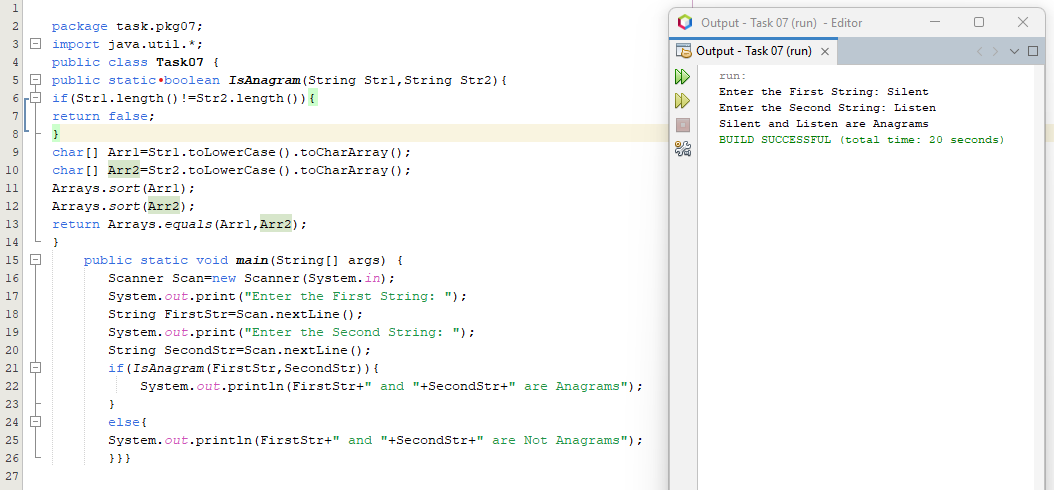 1
2 package task.pkg07;
3 import java.util.*;
4 public class Task07 {
5 public static•boolean IsAnagram(String Str1,String Str2){
6 if(Str1.length()!=Str2.length()){
7 return false;
8 }
9 char[] Arr1=Str1.toLowerCase().toCharArray();
10 char[] Arr2=Str2.toLowerCase().toCharArray();
11 Arrays.sort(Arr1);
12 Arrays.sort(Arr2);
13 return Arrays.equals(Arr1,Arr2);
14 }
15 public static void main(String[] args) {
16 Scanner Scan=new Scanner(System.in);
17 System.out.print("Enter the First String: ");
18 String FirstStr=Scan.nextLine();
19 System.out.print("Enter the Second String: ");
20 String SecondStr=Scan.nextLine();
21 if(IsAnagram(FirstStr,SecondStr)){
22 System.out.println(FirstStr+" and "+SecondStr+" are Anagrams");
23 }
24 else{
25 System.out.println(FirstStr+" and "+SecondStr+" are Not Anagrams");
26 }}}
27
Output - Task 07 (run) - Editor
Output - Task 07 (run) ×
run:
Enter the First String: Silent
Enter the Second String: Listen
Silent and Listen are Anagrams
BUILD SUCCESSFUL (total time: 20 seconds)